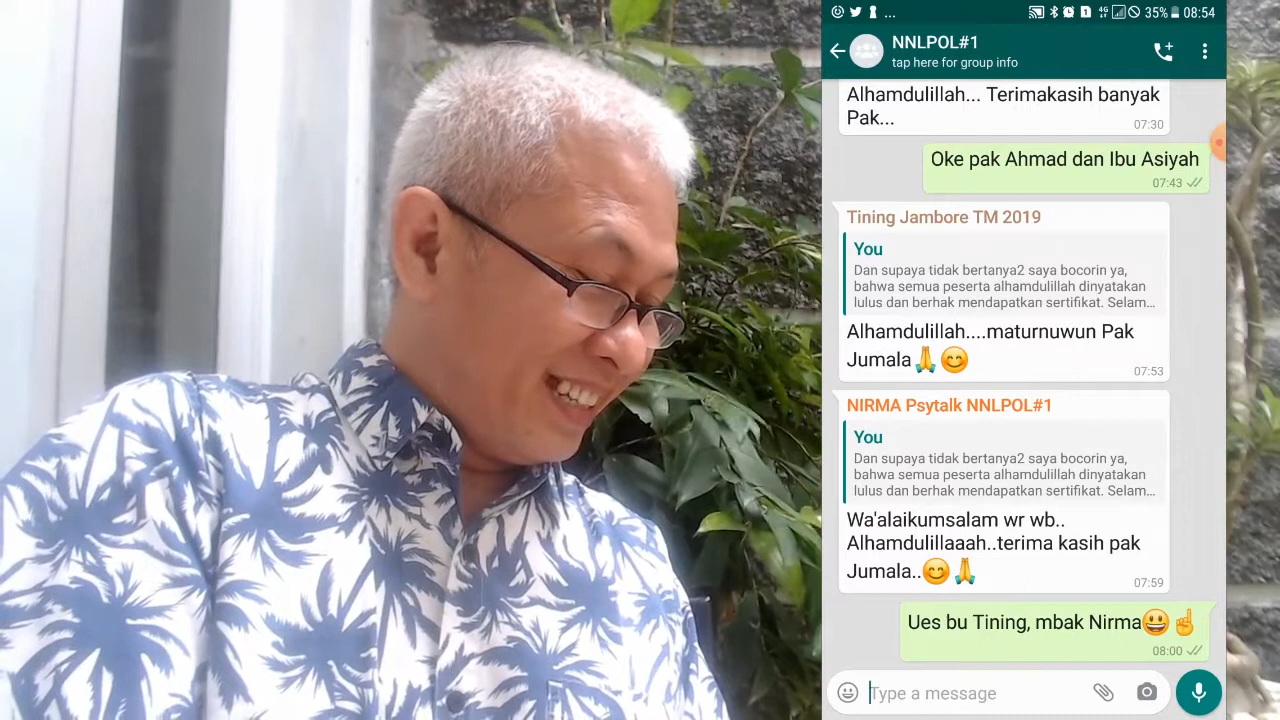 ... 4G 35% 08:54
NNLPOL#1
tap here for group info
Alhamdulillah... Terimakasih banyak
Pak...
07:30
Oke pak Ahmad dan Ibu Asiyah
07:43
Tining Jambore TM 2019
You
Dan supaya tidak bertanya2 saya bocorin ya,
bahwa semua peserta alhamdulillah dinyatakan
lulus dan berhak mendapatkan sertifikat. Selam...
Alhamdulillah....maturnuwun Pak
Jumala🙏😊
07:53
NIRMA Psytalk NNLPOL#1
You
Dan supaya tidak bertanya2 saya bocorin ya,
bahwa semua peserta alhamdulillah dinyatakan
lulus dan berhak mendapatkan sertifikat. Selam...
Wa'alaikumsalam wr wb..
Alhamdulillaaah..terima kasih pak
Jumala..😊🙏
07:59
Ues bu Tining, mbak Nirma😃☝
08:00
Type a message